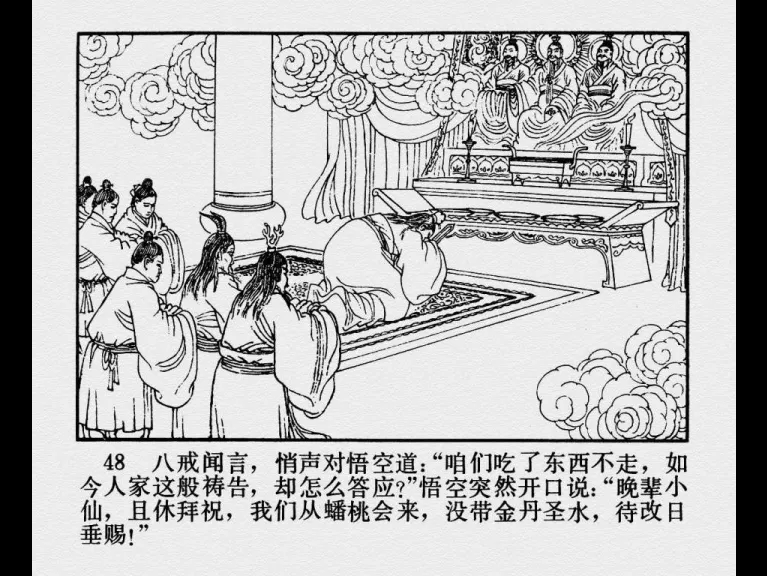 48 八戒闻言，悄声对悟空道：“咱们吃了东西不走，如
今人家这般祷告，却怎么答应？”悟空突然开口说：“晚辈小
仙，且休拜祝，我们从蟠桃会来，没带金丹圣水，待改日
垂赐！”